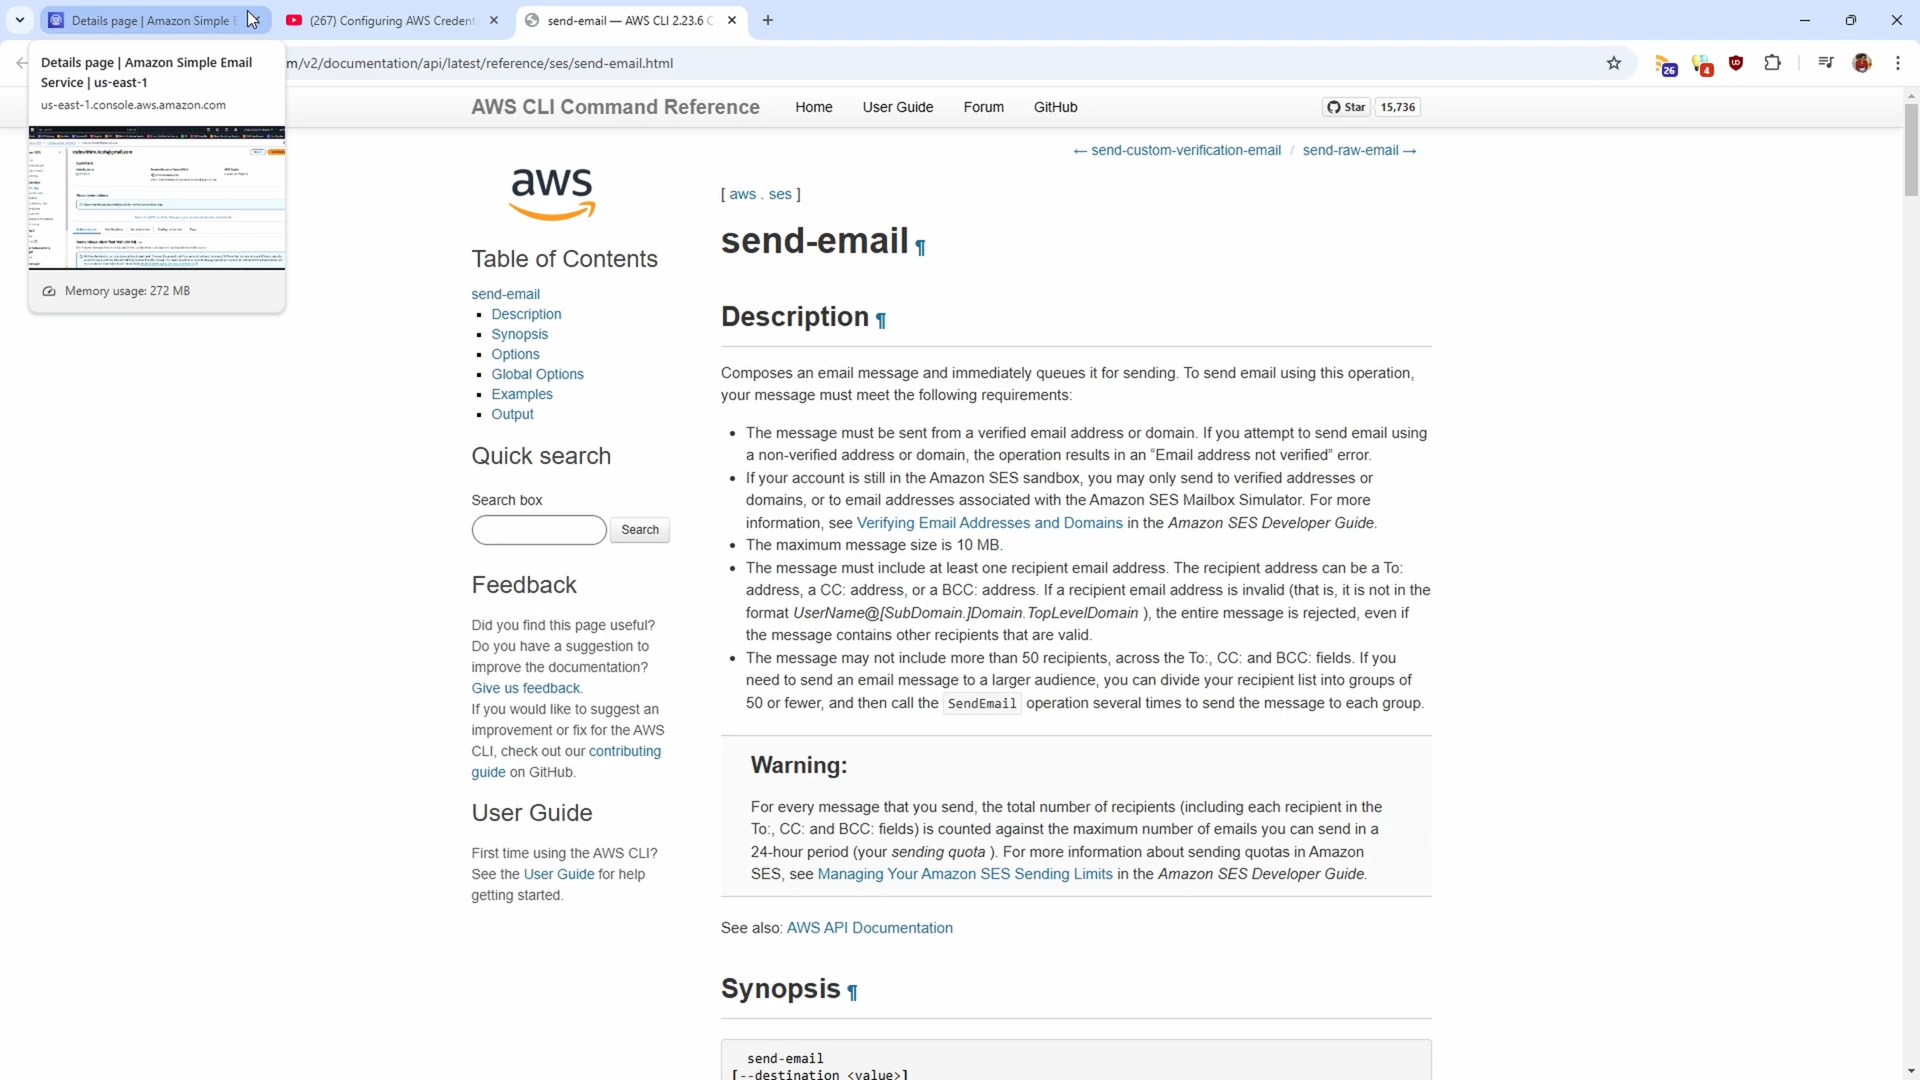 Details page | Amazon Simple E
(267) Configuring AWS Credent
send-email — AWS CLI 2.23.6 C
m/v2/documentation/api/latest/reference/ses/send-email.html
26
4
Details page | Amazon Simple Email
Service | us-east-1
us-east-1.console.aws.amazon.com
Memory usage: 272 MB
AWS CLI Command Reference
Home
User Guide
Forum
GitHub
Star
15,736
← send-custom-verification-email / send-raw-email →
aws
Table of Contents
send-email
Description
Synopsis
Options
Global Options
Examples
Output
Quick search
Search box
Search
Feedback
Did you find this page useful?
Do you have a suggestion to
improve the documentation?
Give us feedback.
If you would like to suggest an
improvement or fix for the AWS
CLI, check out our contributing
guide on GitHub.
User Guide
First time using the AWS CLI?
See the User Guide for help
getting started.
[ aws . ses ]
send-email ¶
Description ¶
Composes an email message and immediately queues it for sending. To send email using this operation,
your message must meet the following requirements:
• The message must be sent from a verified email address or domain. If you attempt to send email using
a non-verified address or domain, the operation results in an “Email address not verified” error.
• If your account is still in the Amazon SES sandbox, you may only send to verified addresses or
domains, or to email addresses associated with the Amazon SES Mailbox Simulator. For more
information, see Verifying Email Addresses and Domains in the Amazon SES Developer Guide.
• The maximum message size is 10 MB.
• The message must include at least one recipient email address. The recipient address can be a To:
address, a CC: address, or a BCC: address. If a recipient email address is invalid (that is, it is not in the
format UserName@[SubDomain.]Domain.TopLevelDomain ), the entire message is rejected, even if
the message contains other recipients that are valid.
• The message may not include more than 50 recipients, across the To:, CC: and BCC: fields. If you
need to send an email message to a larger audience, you can divide your recipient list into groups of
50 or fewer, and then call the SendEmail operation several times to send the message to each group.
Warning:
For every message that you send, the total number of recipients (including each recipient in the
To:, CC: and BCC: fields) is counted against the maximum number of emails you can send in a
24-hour period (your sending quota ). For more information about sending quotas in Amazon
SES, see Managing Your Amazon SES Sending Limits in the Amazon SES Developer Guide.
See also: AWS API Documentation
Synopsis ¶
send-email
[--destination <value>]